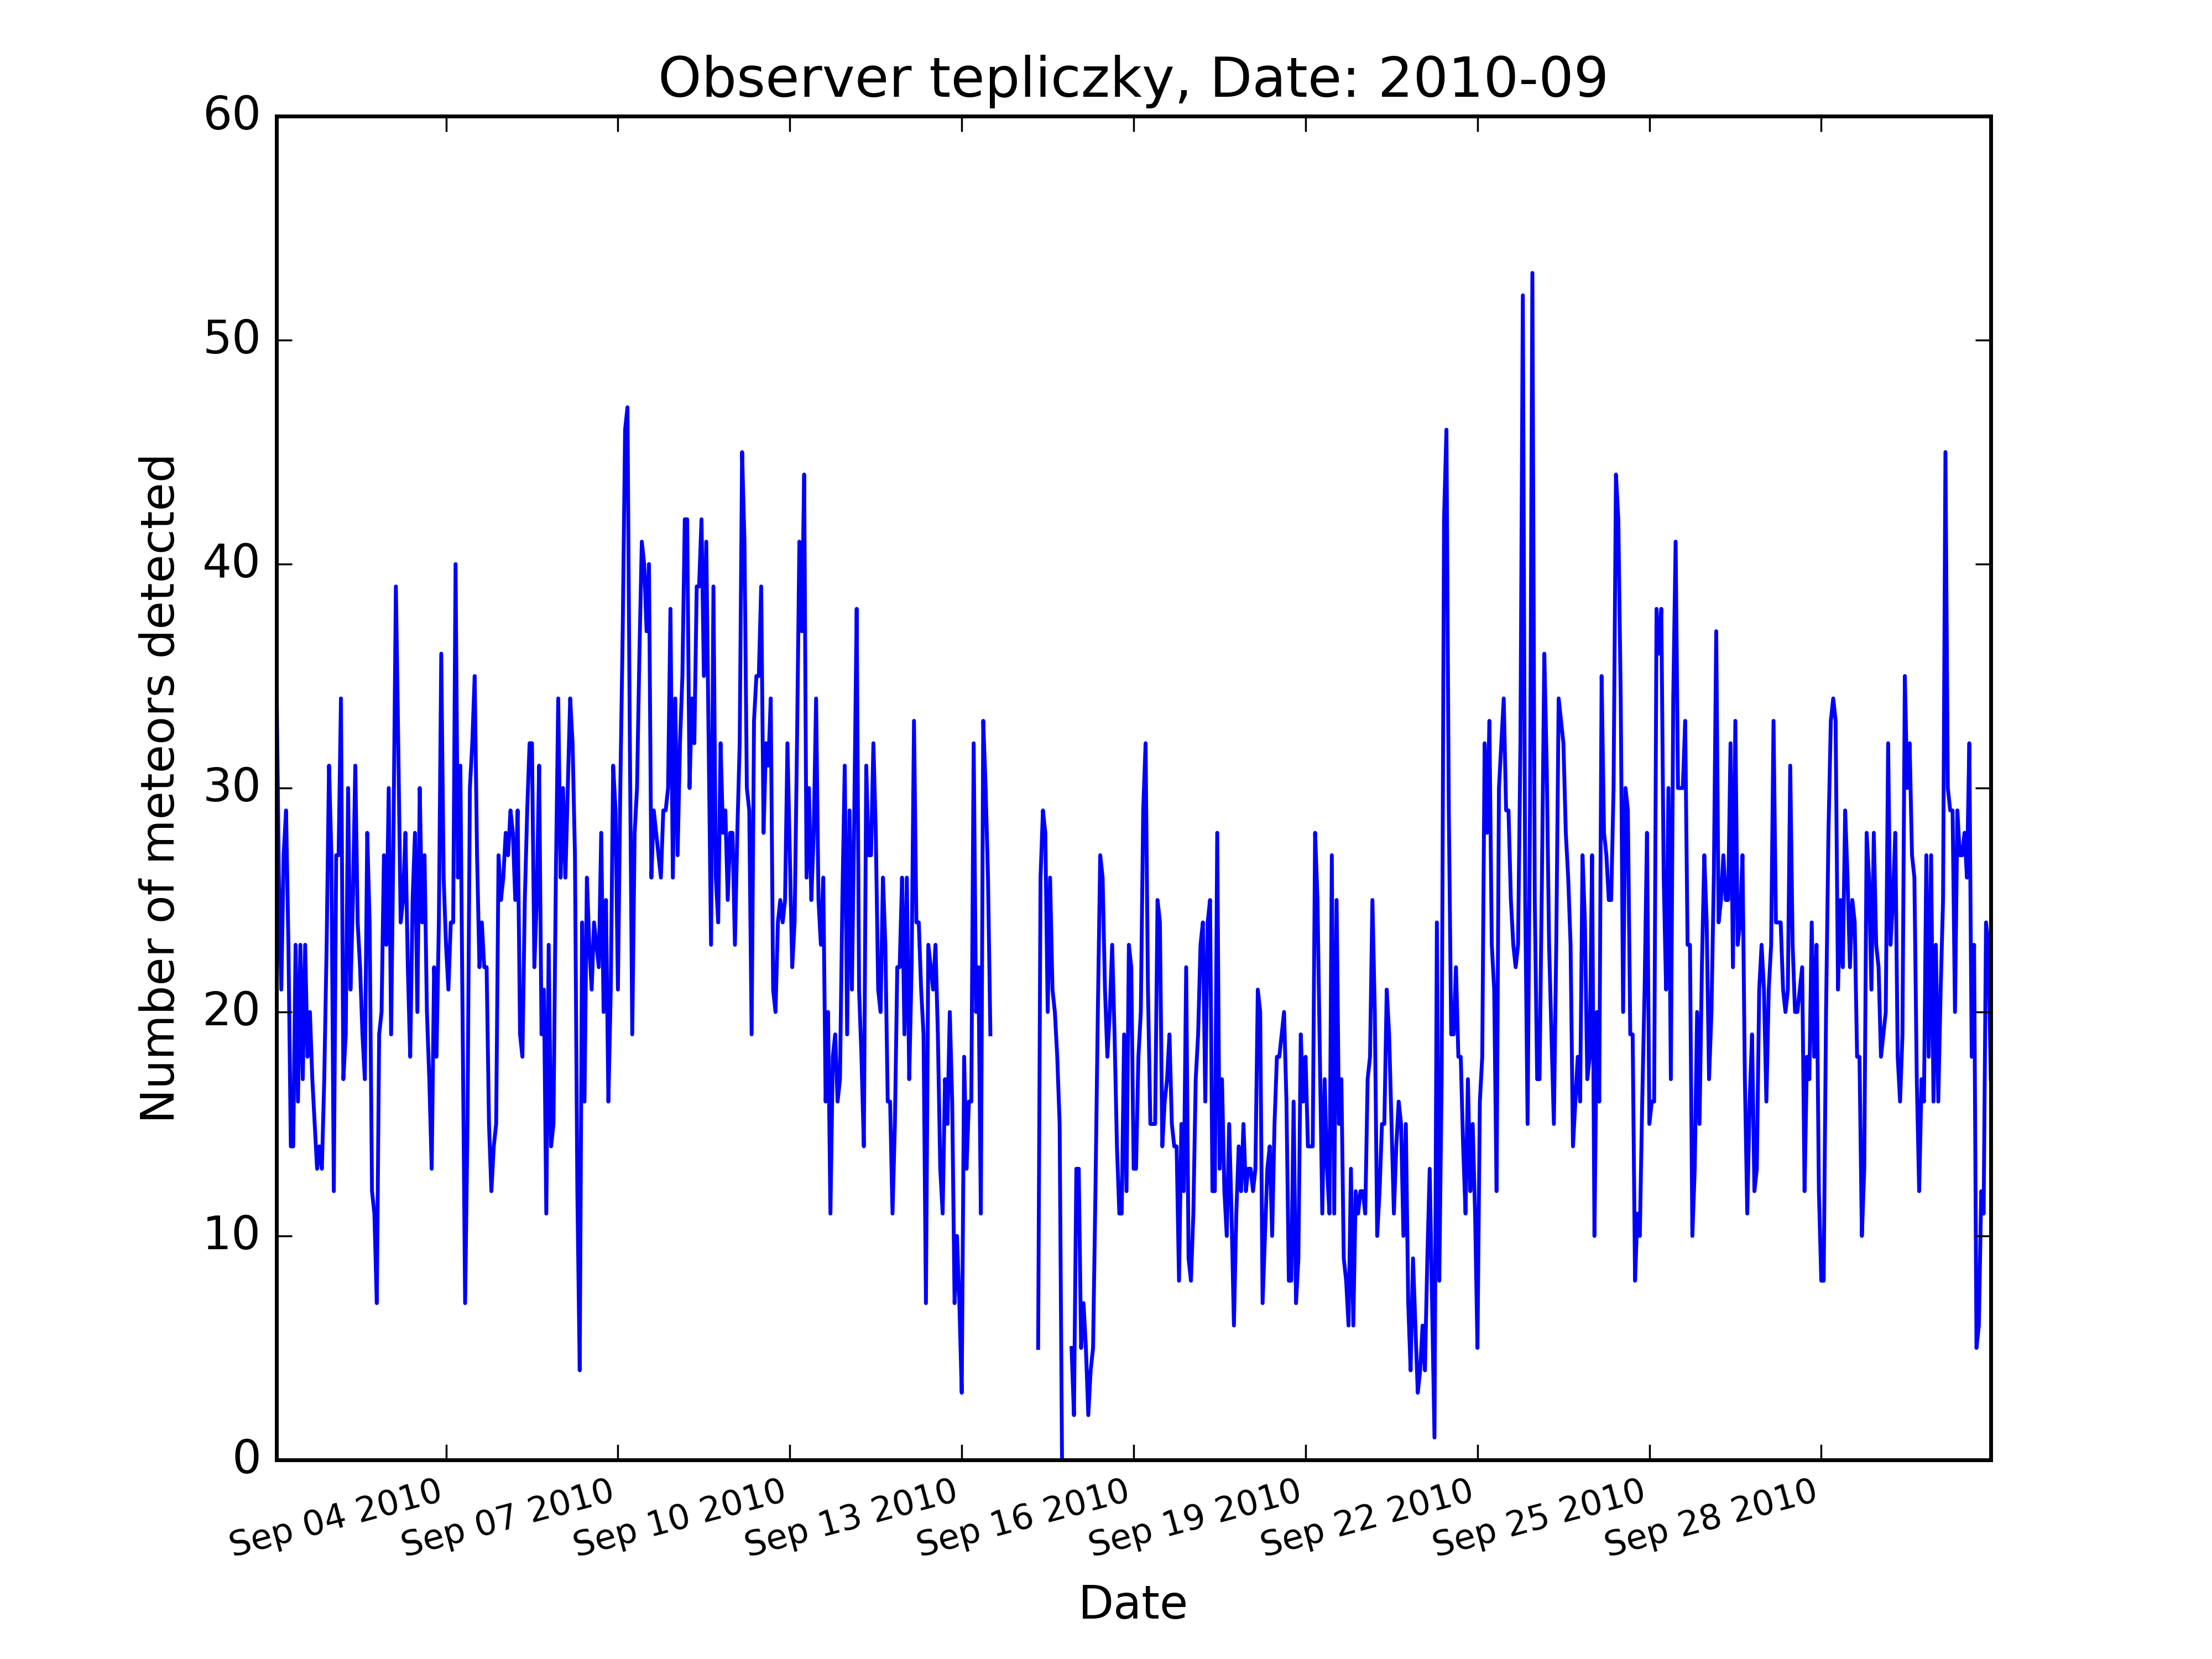 Observer tepliczky, Date: 2010-09
Number of meteors detected
60
50
40
30
20
10
0
Sep 04 2010
Sep 07 2010
Sep 10 2010
Sep 13 2010
Sep 16 2010
Sep 19 2010
Sep 22 2010
Sep 25 2010
Sep 28 2010
Date